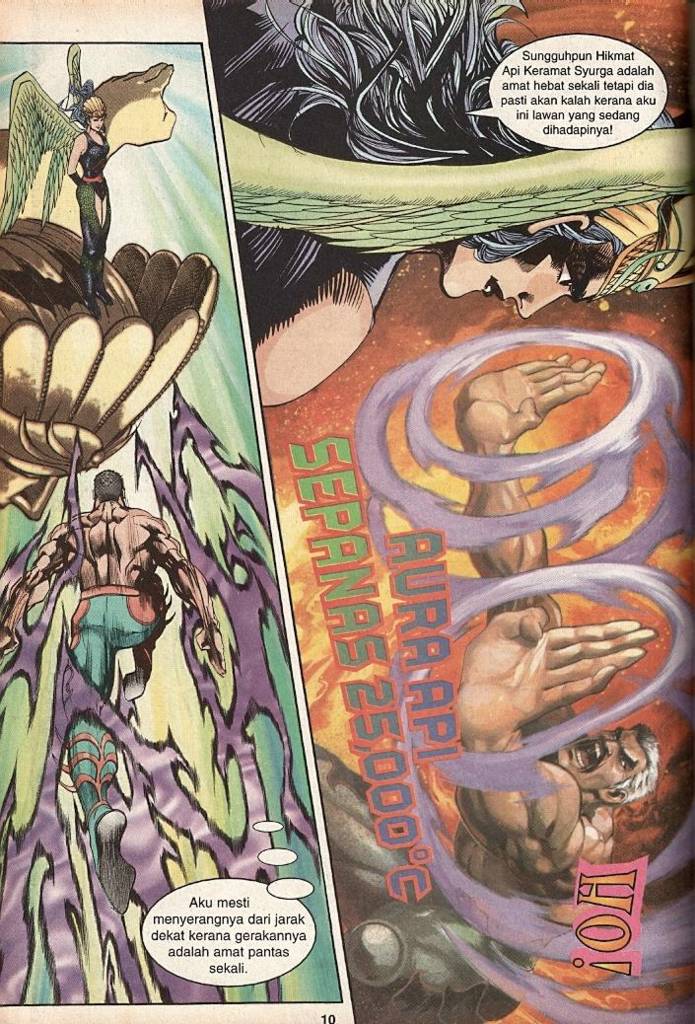 Sungguhpun Hikmat
Api Keramat Syurga adalah
amat hebat sekali tetapi dia
pasti akan kalah kerana aku
ini lawan yang sedang
dihadapinya!
AURA API
SEPANAS 25,000°C
HO!
Aku mesti
menyerangnya dari jarak
dekat kerana gerakannya
adalah amat pantas
sekali.
10